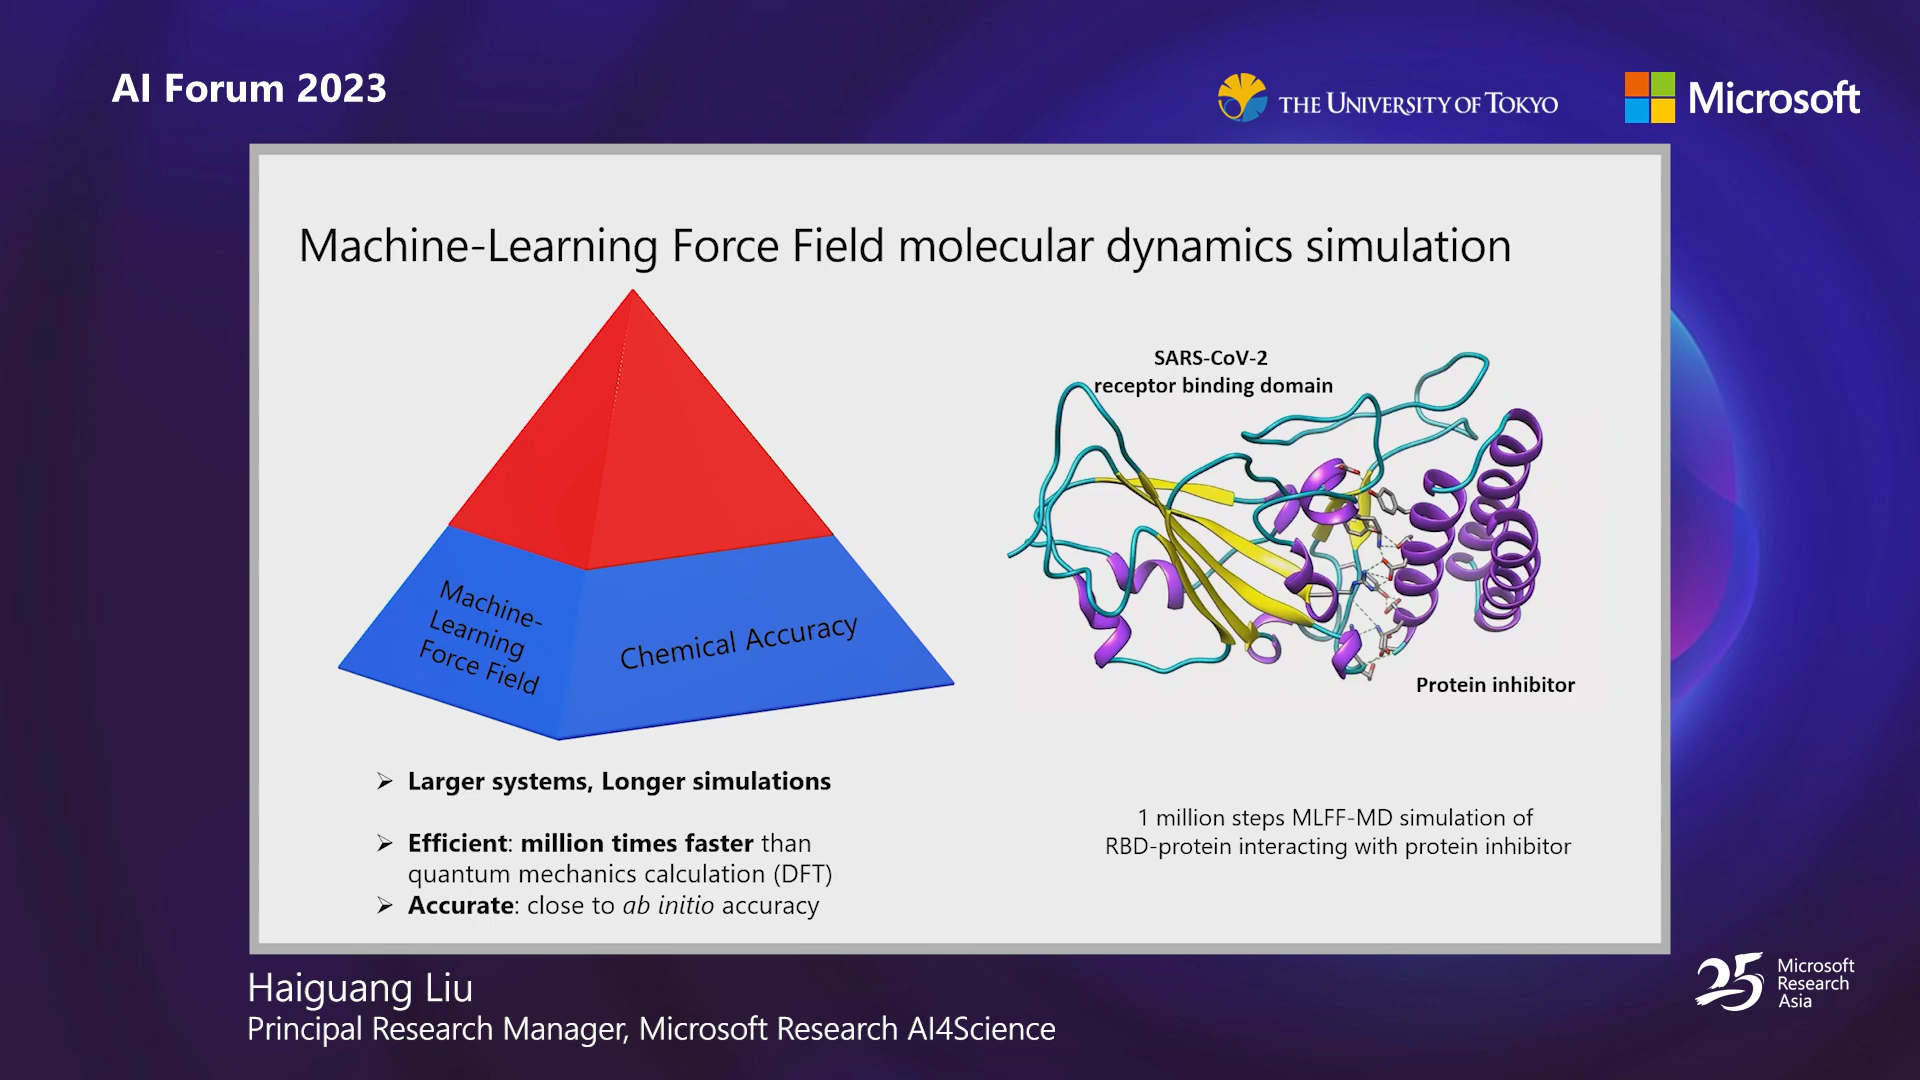 AI Forum 2023
THE UNIVERSITY OF TOKYO
Microsoft
Machine-Learning Force Field molecular dynamics simulation
Machine-
Learning
Force Field
Chemical Accuracy
➢ Larger systems, Longer simulations
➢ Efficient: million times faster than
quantum mechanics calculation (DFT)
➢ Accurate: close to ab initio accuracy
SARS-CoV-2
receptor binding domain
Protein inhibitor
1 million steps MLFF-MD simulation of
RBD-protein interacting with protein inhibitor
Haiguang Liu
Principal Research Manager, Microsoft Research AI4Science
25
Microsoft
Research
Asia